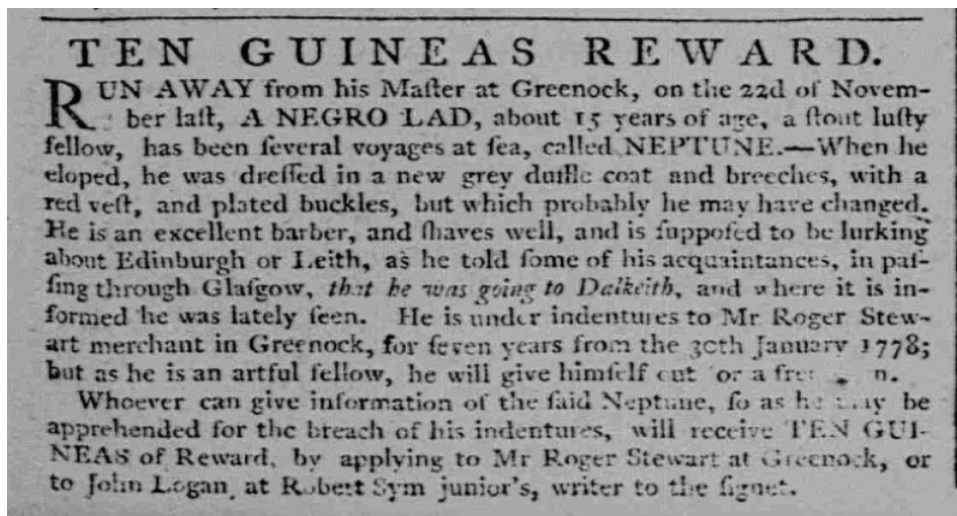 TEN GUINEAS REWARD.
RUN AWAY from his Maſter at Greenock, on the 22d of Novem-
ber laſt, A NEGRO LAD, about 15 years of age, a ſtout luſty
fellow, has been ſeveral voyages at ſea, called NEPTUNE.—When he
eloped, he was dreſſed in a new grey duffle coat and breeches, with a
red veſt, and plated buckles, but which probably he may have changed.
He is an excellent barber, and ſhaves well, and is ſuppoſed to be lurking
about Edinburgh or Leith, as he told ſome of his acquaintances, in paſ-
ſing through Glaſgow, that he was going to Dalkeith, and where it is in-
formed he was lately ſeen. He is under indentures to Mr. Roger Stew-
art merchant in Greenock, for ſeven years from the 30th January 1778;
but as he is an artful fellow, he will give himſelf out for a
Whoever can give information of the ſaid Neptune, ſo as he may be
apprehended for the breach of his indentures, will receive TEN GUI-
NEAS of Reward, by applying to Mr Roger Stewart at Greenock, or
to John Logan, at Robert Sym junior's, writer to the ſignet.